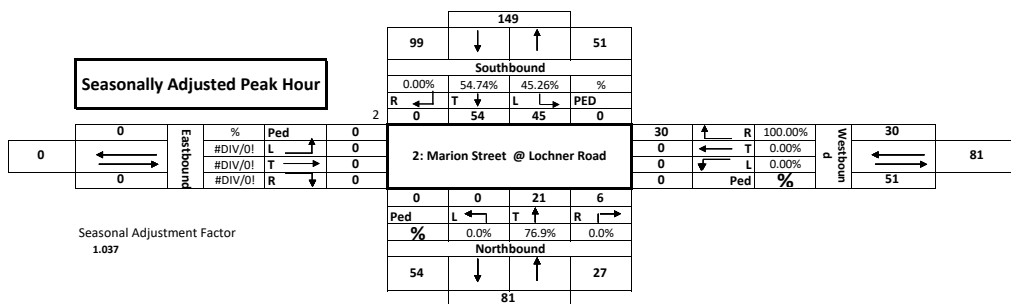 149
99 51
Southbound
Seasonally Adjusted Peak Hour
0.00% 54.74% 45.26% %
R T L PED
2 0 54 45 0
0 Eastbound % Ped 0
#DIV/0! L 0
0 #DIV/0! T 0
0 #DIV/0! R 0
2: Marion Street @ Lochner Road
30 R 100.00% Westboun
d 30
0 T 0.00%
0 L 0.00% 81
0 Ped % 51
0 0 21 6
Ped L T R
% 0.0% 76.9% 0.0%
Northbound
54 27
81
Seasonal Adjustment Factor
1.037